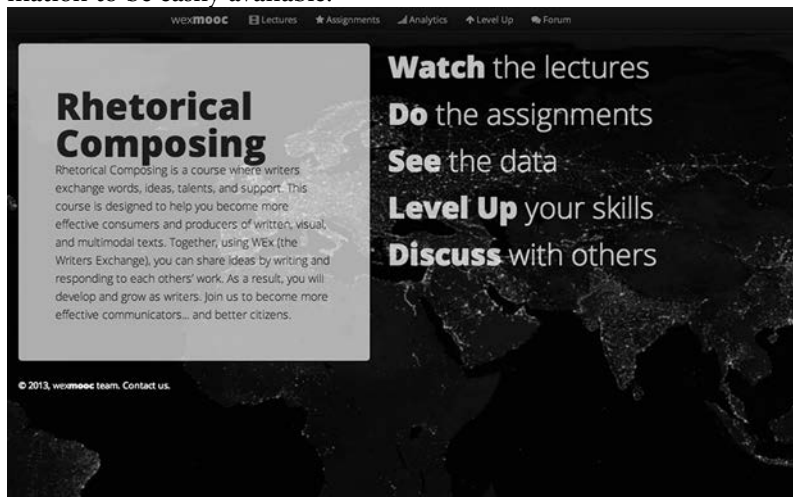 mation to be easily available.
wexmooc Lectures Assignments Analytics Level Up Forum
Rhetorical
Composing
Rhetorical Composing is a course where writers
exchange words, ideas, talents, and support. This
course is designed to help you become more
effective consumers and producers of written, visual,
and multimodal texts. Together, using WEx (the
Writers Exchange), you can share ideas by writing and
responding to each others' work. As a result, you will
develop and grow as writers. Join us to become more
effective communicators... and better citizens.
Watch the lectures
Do the assignments
See the data
Level Up your skills
Discuss with others
© 2013, wexmooc team. Contact us.